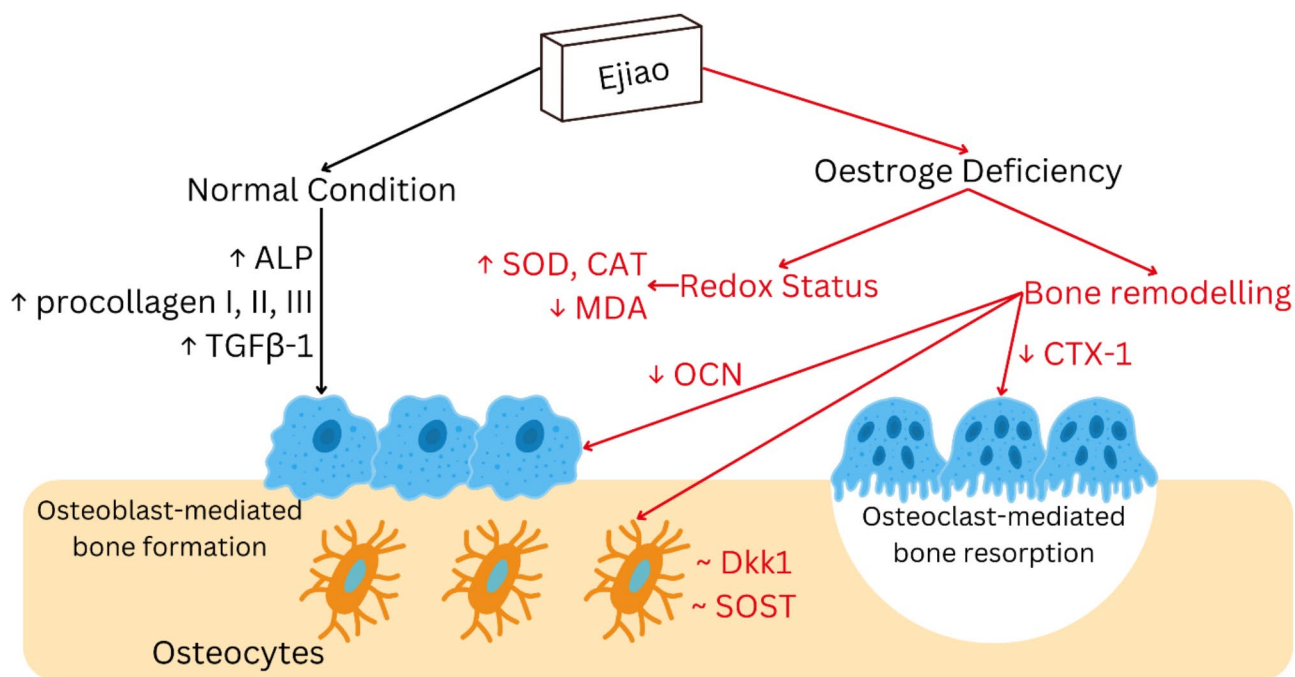 Ejiao
Normal Condition
Oestroge Deficiency
↑ ALP
↑ procollagen I, II, III
↑ TGFβ-1
↑ SOD, CAT
↓ MDA
Redox Status
Bone remodelling
↓ OCN
↓ CTX-1
Osteoblast-mediated
bone formation
Osteoclast-mediated
bone resorption
~ Dkk1
~ SOST
Osteocytes